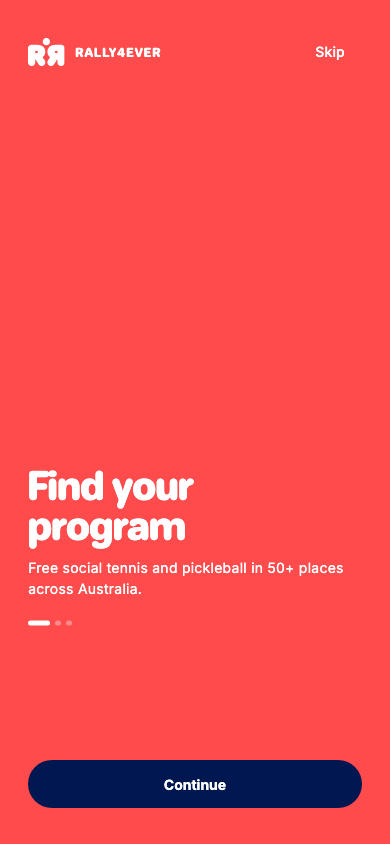 RALLY4EVER
Skip
Find your
program
Free social tennis and pickleball in 50+ places
across Australia.
Continue